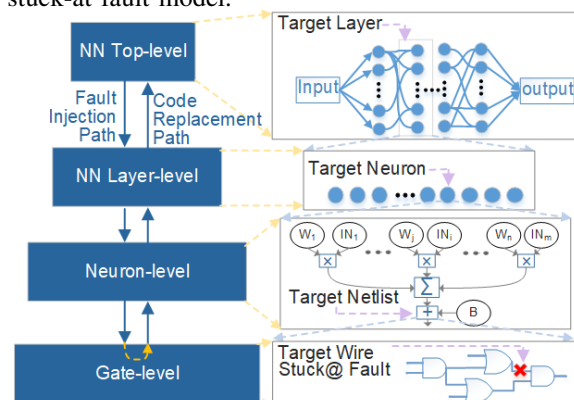 stuck-at fault model.
NN Top-level
Fault
Injection
Path
Code
Replacement
Path
NN Layer-level
Neuron-level
Gate-level
Target Layer
Input
output
Target Neuron
W1 IN1 Wj INi Wn INm
× × ×
Σ
Target Netlist
+ B
Target Wire
Stuck@ Fault